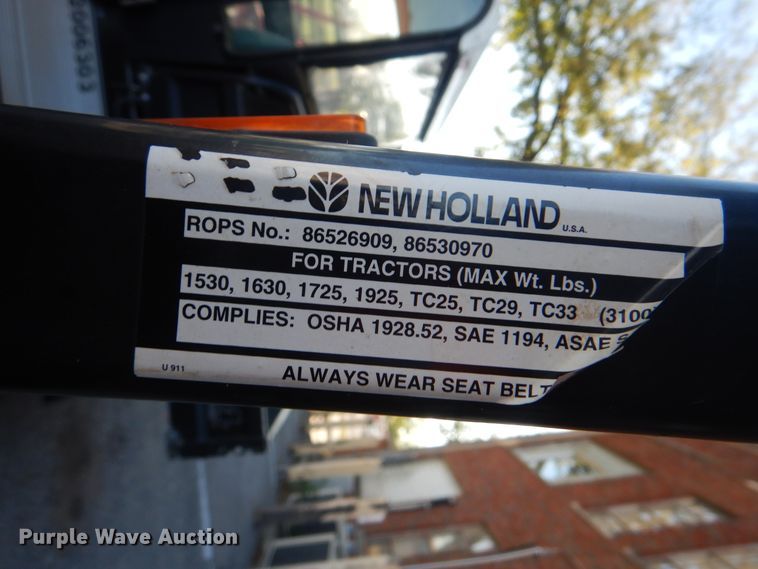 NEW HOLLAND
U.S.A.
ROPS No.: 86526909, 86530970
FOR TRACTORS (MAX Wt. Lbs.)
1530, 1630, 1725, 1925, TC25, TC29, TC33 (3100
COMPLIES: OSHA 1928.52, SAE 1194, ASAE
U 911
ALWAYS WEAR SEAT BELT
Purple Wave Auction